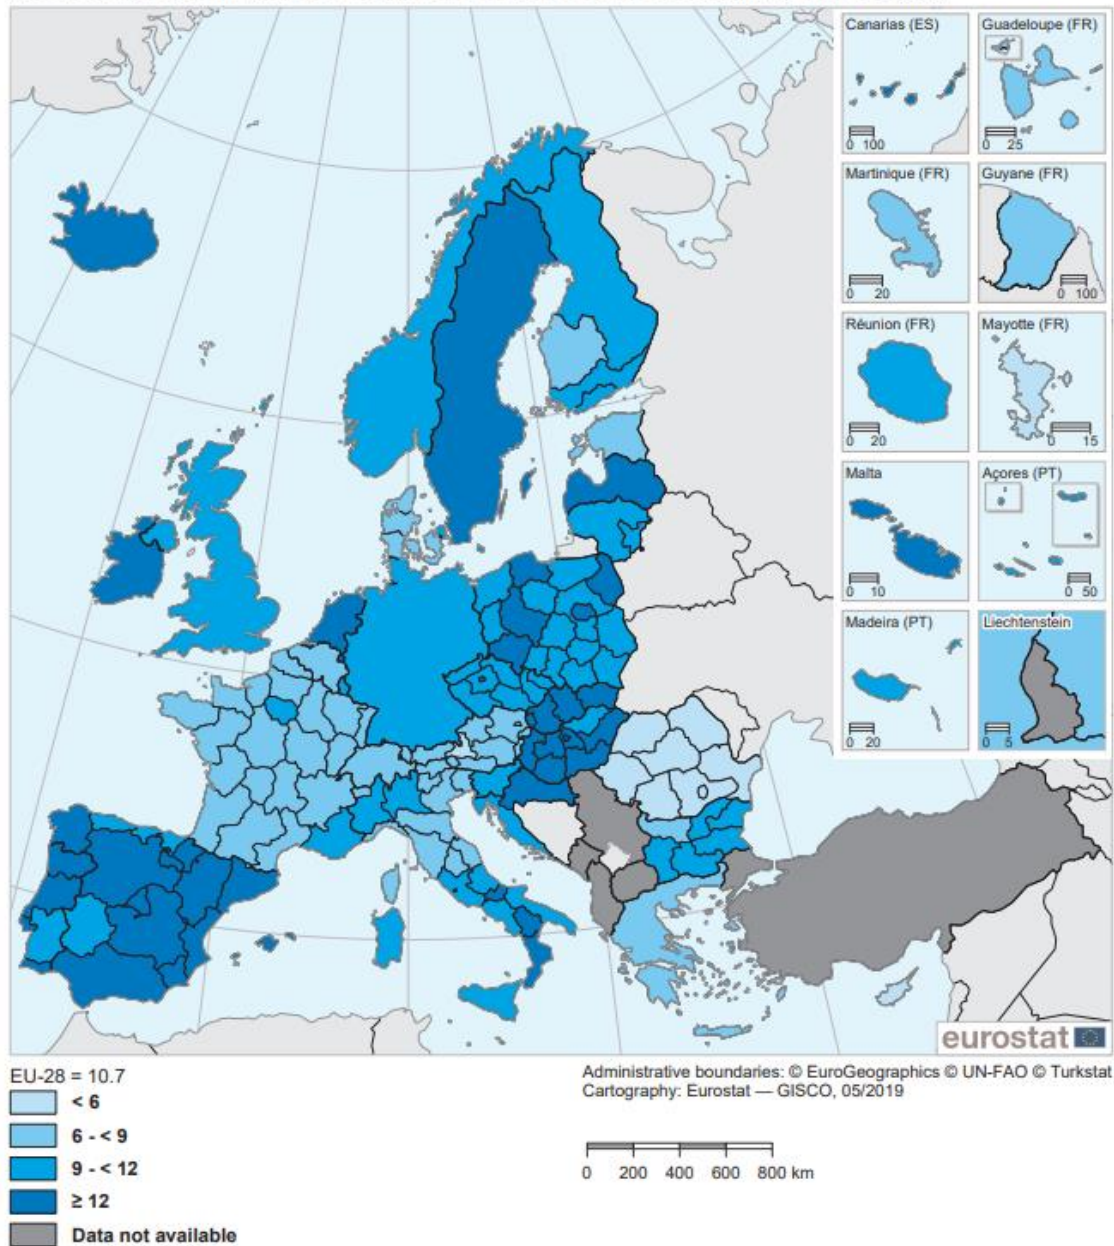 Canarias (ES)
0 100
Guadeloupe (FR)
0 25
Martinique (FR)
0 20
Guyane (FR)
0 100
Réunion (FR)
0 20
Mayotte (FR)
0 15
Malta
0 10
Açores (PT)
0 50
Madeira (PT)
0 20
Liechtenstein
0 5
eurostat
EU-28 = 10.7
< 6
6 - < 9
9 - < 12
≥ 12
Data not available
Administrative boundaries: © EuroGeographics © UN-FAO © Turkstat
Cartography: Eurostat — GISCO, 05/2019
0 200 400 600 800 km